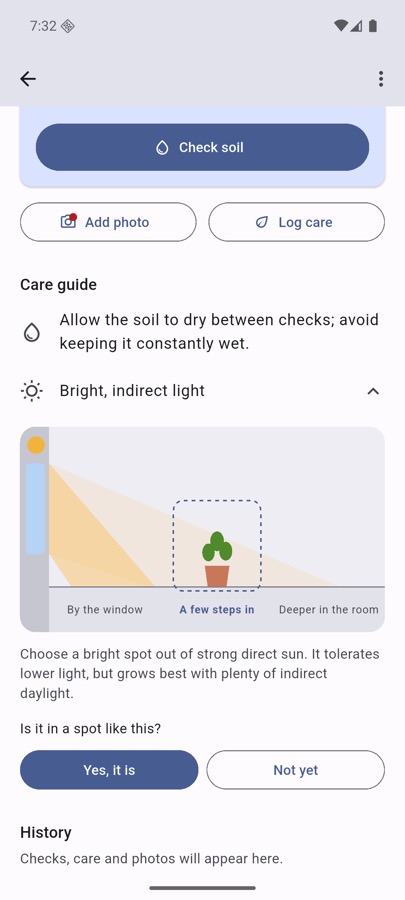 7:32
Check soil
Add photo
Log care
Care guide
Allow the soil to dry between checks; avoid
keeping it constantly wet.
Bright, indirect light
By the window
A few steps in
Deeper in the room
Choose a bright spot out of strong direct sun. It tolerates
lower light, but grows best with plenty of indirect
daylight.
Is it in a spot like this?
Yes, it is
Not yet
History
Checks, care and photos will appear here.